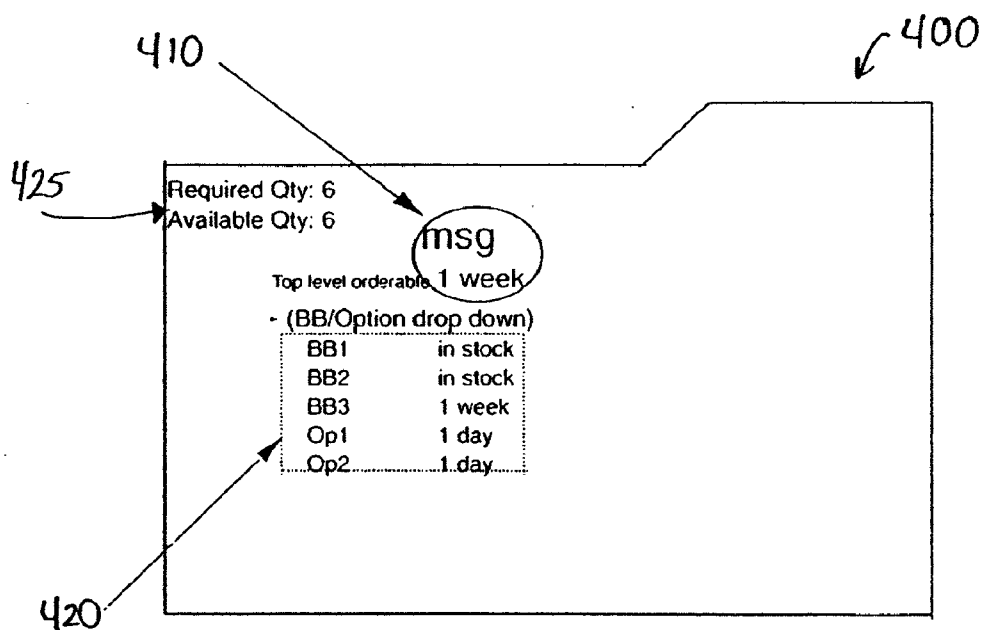 410
400
425
Required Qty: 6
Available Qty: 6
msg
Top level orderable 1 week
- (BB/Option drop down)
BB1 in stock
BB2 in stock
BB3 1 week
Op1 1 day
Op2 1 day
420